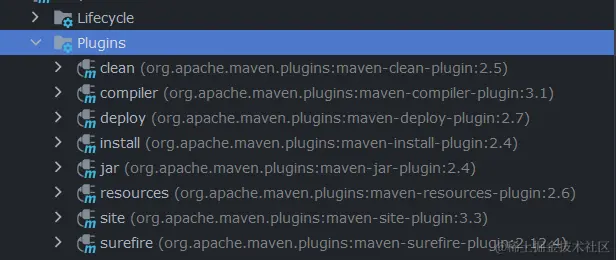 Lifecycle
Plugins
clean (org.apache.maven.plugins:maven-clean-plugin:2.5)
compiler (org.apache.maven.plugins:maven-compiler-plugin:3.1)
deploy (org.apache.maven.plugins:maven-deploy-plugin:2.7)
install (org.apache.maven.plugins:maven-install-plugin:2.4)
jar (org.apache.maven.plugins:maven-jar-plugin:2.4)
resources (org.apache.maven.plugins:maven-resources-plugin:2.6)
site (org.apache.maven.plugins:maven-site-plugin:3.3)
surefire (org.apache.maven.plugins:maven-surefire-plugin:2.12.4)
@稀土掘金技术社区